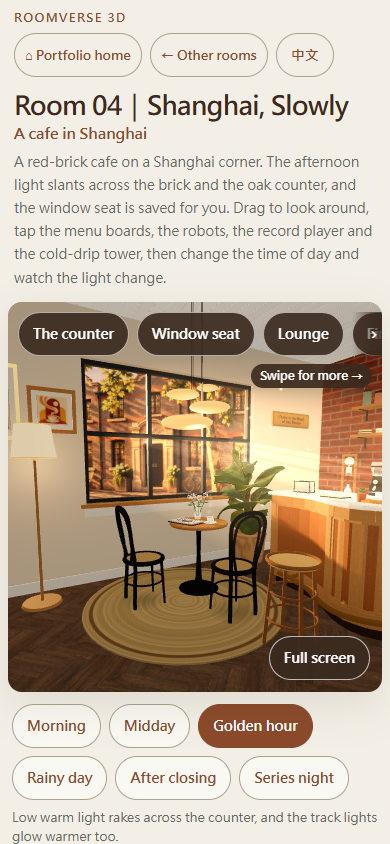 ROOMVERSE 3D
⌂ Portfolio home
← Other rooms
中文
Room 04 | Shanghai, Slowly
A cafe in Shanghai
A red-brick cafe on a Shanghai corner. The afternoon
light slants across the brick and the oak counter, and
the window seat is saved for you. Drag to look around,
tap the menu boards, the robots, the record player and
the cold-drip tower, then change the time of day and
watch the light change.
The counter
Window seat
Lounge
›
Swipe for more →
Full screen
Morning
Midday
Golden hour
Rainy day
After closing
Series night
Low warm light rakes across the counter, and the track lights
glow warmer too.